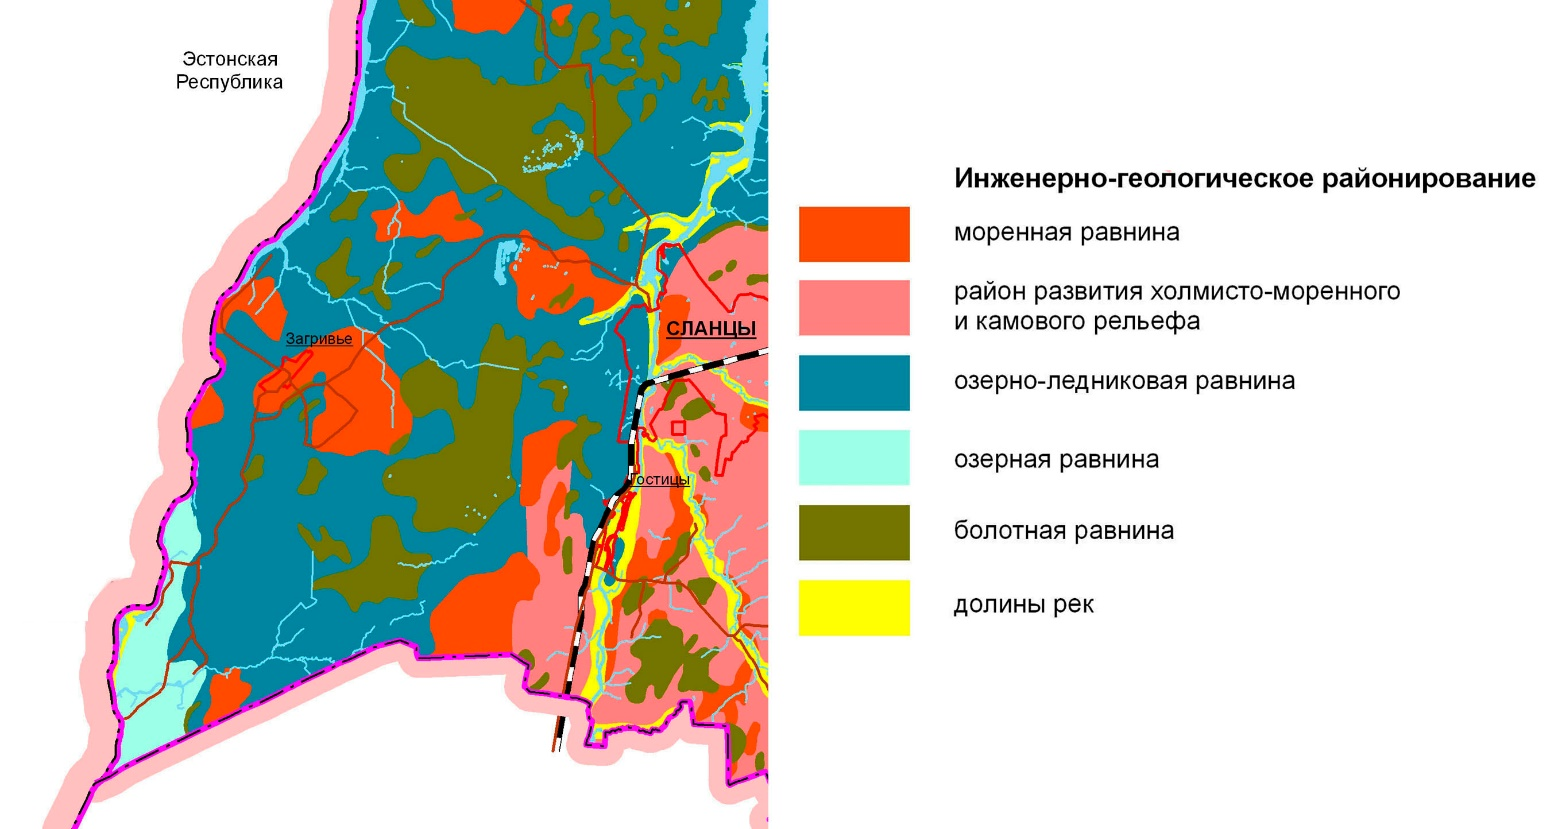 Эстонская
Республика
Загривье
СЛАНЦЫ
Гостицы
Инженерно-геологическое районирование
моренная равнина
район развития холмисто-моренного
и камового рельефа
озерно-ледниковая равнина
озерная равнина
болотная равнина
долины рек